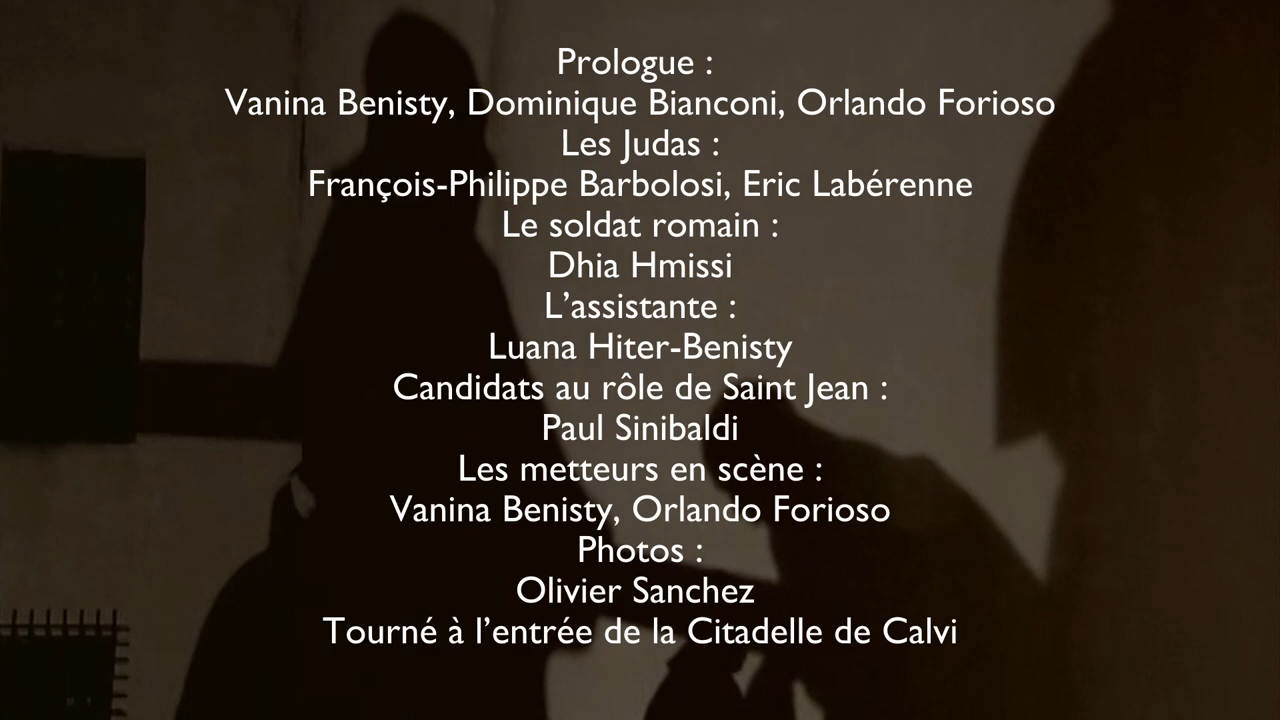 Prologue :
Vanina Benisty, Dominique Bianconi, Orlando Forioso
Les Judas :
François-Philippe Barbolosi, Eric Labérenne
Le soldat romain :
Dhia Hmissi
L’assistante :
Luana Hiter-Benisty
Candidats au rôle de Saint Jean :
Paul Sinibaldi
Les metteurs en scène :
Vanina Benisty, Orlando Forioso
Photos :
Olivier Sanchez
Tourné à l’entrée de la Citadelle de Calvi